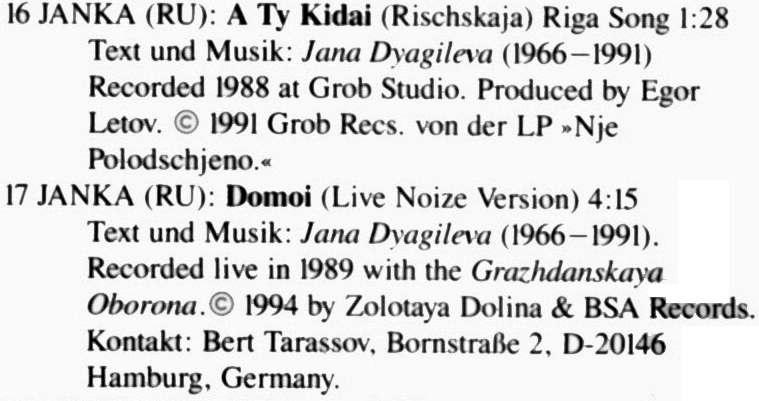 16 JANKA (RU): A Ty Kidai (Rischskaja) Riga Song 1:28
Text und Musik: Jana Dyagileva (1966–1991)
Recorded 1988 at Grob Studio. Produced by Egor
Letov. © 1991 Grob Recs. von der LP »Nje
Polodschjeno.«
17 JANKA (RU): Domoi (Live Noize Version) 4:15
Text und Musik: Jana Dyagileva (1966–1991).
Recorded live in 1989 with the Grazhdanskaya
Oborona.© 1994 by Zolotaya Dolina & BSA Records.
Kontakt: Bert Tarassov, Bornstraße 2, D-20146
Hamburg, Germany.